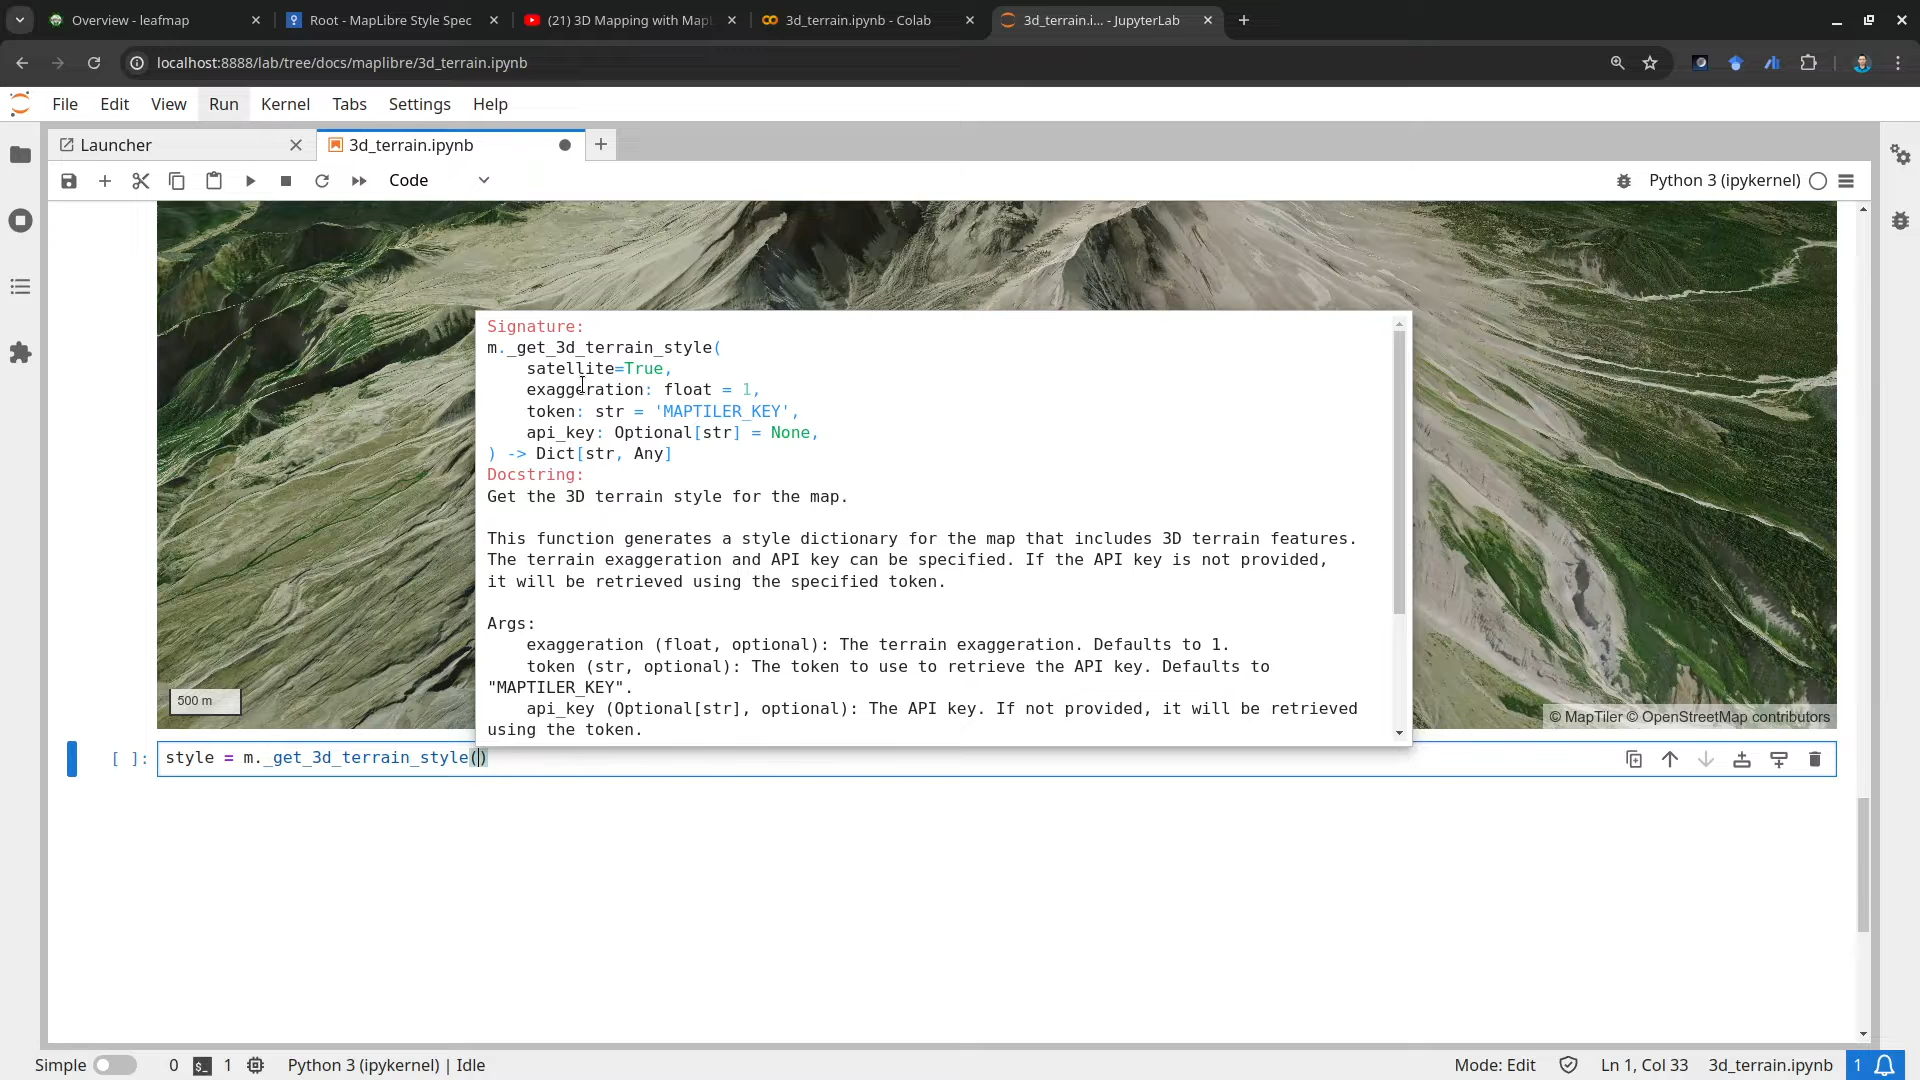 Overview - leafmap
Root - MapLibre Style Spec
(21) 3D Mapping with Mapl
3d_terrain.ipynb - Colab
3d_terrain.i... - JupyterLab
localhost:8888/lab/tree/docs/maplibre/3d_terrain.ipynb
File Edit View Run Kernel Tabs Settings Help
Launcher
3d_terrain.ipynb
Code
Python 3 (ipykernel)
Signature:
m._get_3d_terrain_style(
satellite=True,
exaggeration: float = 1,
token: str = 'MAPTILER_KEY',
api_key: Optional[str] = None,
) -> Dict[str, Any]
Docstring:
Get the 3D terrain style for the map.
This function generates a style dictionary for the map that includes 3D terrain features.
The terrain exaggeration and API key can be specified. If the API key is not provided,
it will be retrieved using the specified token.
Args:
exaggeration (float, optional): The terrain exaggeration. Defaults to 1.
token (str, optional): The token to use to retrieve the API key. Defaults to
"MAPTILER_KEY".
api_key (Optional[str], optional): The API key. If not provided, it will be retrieved
using the token.
500 m
© MapTiler © OpenStreetMap contributors
[ ]: style = m._get_3d_terrain_style()
Simple 0 $_ 1 Python 3 (ipykernel) | Idle Mode: Edit Ln 1, Col 33 3d_terrain.ipynb 1